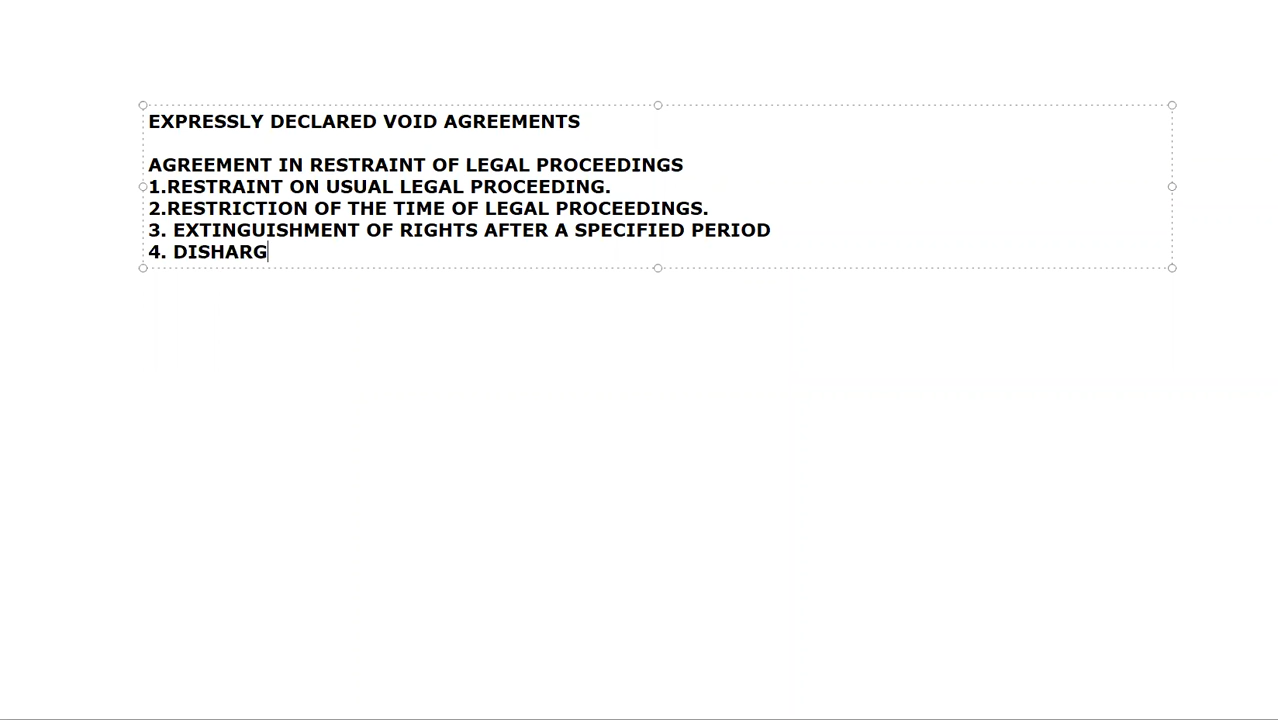 EXPRESSLY DECLARED VOID AGREEMENTS
AGREEMENT IN RESTRAINT OF LEGAL PROCEEDINGS
1.RESTRAINT ON USUAL LEGAL PROCEEDING.
2.RESTRICTION OF THE TIME OF LEGAL PROCEEDINGS.
3. EXTINGUISHMENT OF RIGHTS AFTER A SPECIFIED PERIOD
4. DISHARG